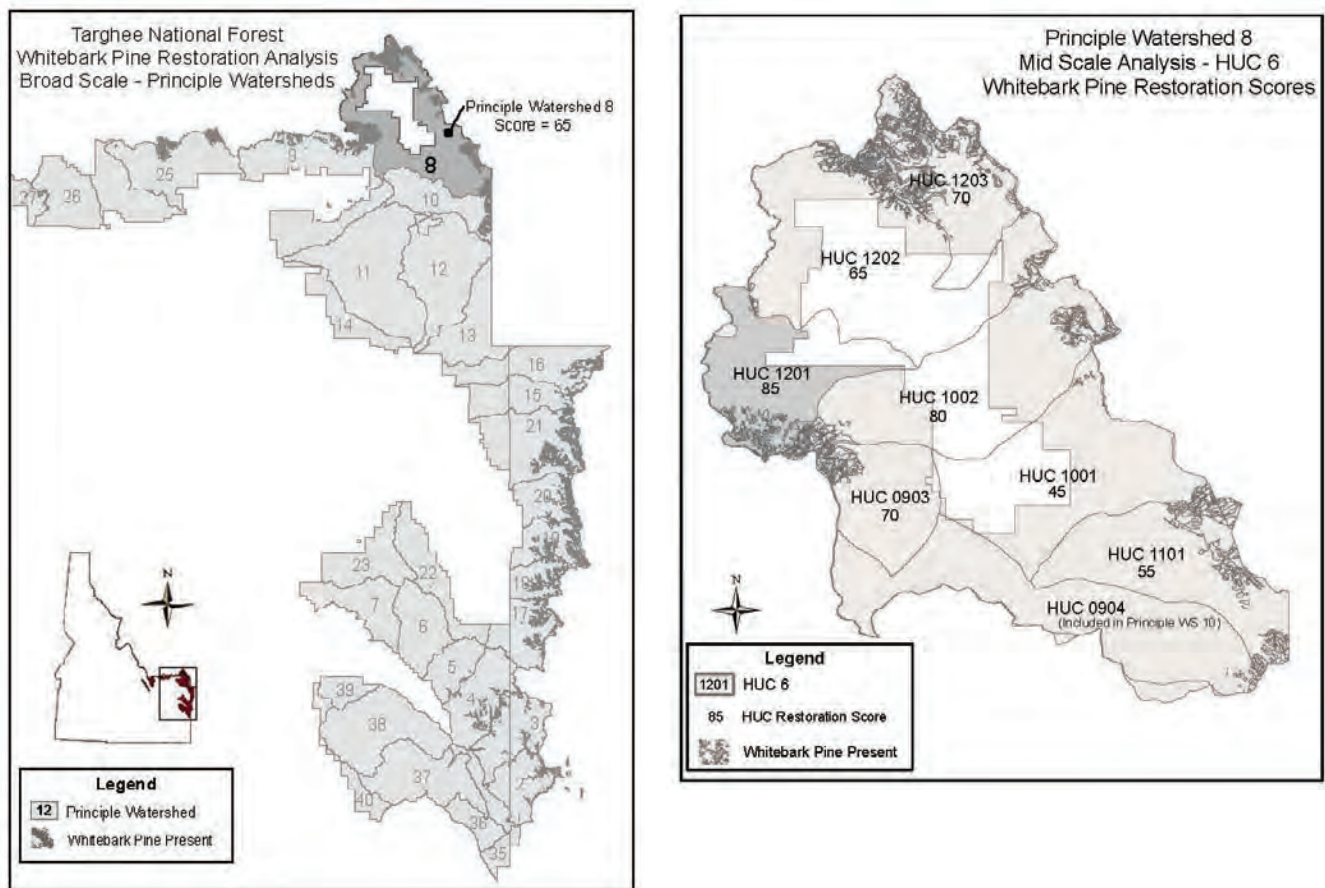 Targhee National Forest
Whitebark Pine Restoration Analysis
Broad Scale - Principle Watersheds
Principle Watershed 8
Score = 65
8
9
25
26
27
10
11
12
14
13
16
15
21
20
19
18
17
23
22
7
6
5
4
3
2
1
39
38
37
40
36
35
N
Legend
12 Principle Watershed
Whitebark Pine Present
Principle Watershed 8
Mid Scale Analysis - HUC 6
Whitebark Pine Restoration Scores
HUC 1203
70
HUC 1202
65
HUC 1201
85
HUC 1002
80
HUC 1001
45
HUC 0903
70
HUC 1101
55
HUC 0904
(Included in Principle WS 10)
N
Legend
1201 HUC 6
85 HUC Restoration Score
Whitebark Pine Present